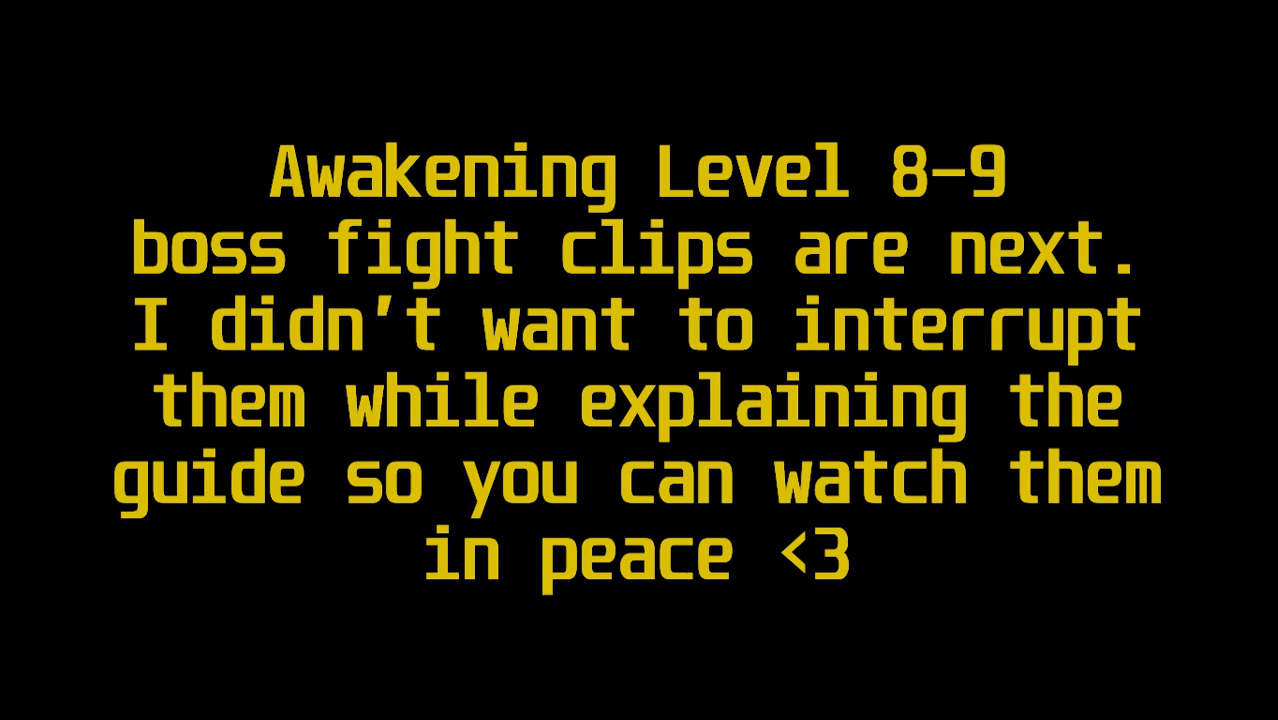 Awakening Level 8-9
boss fight clips are next.
I didn't want to interrupt
them while explaining the
guide so you can watch them
in peace <3